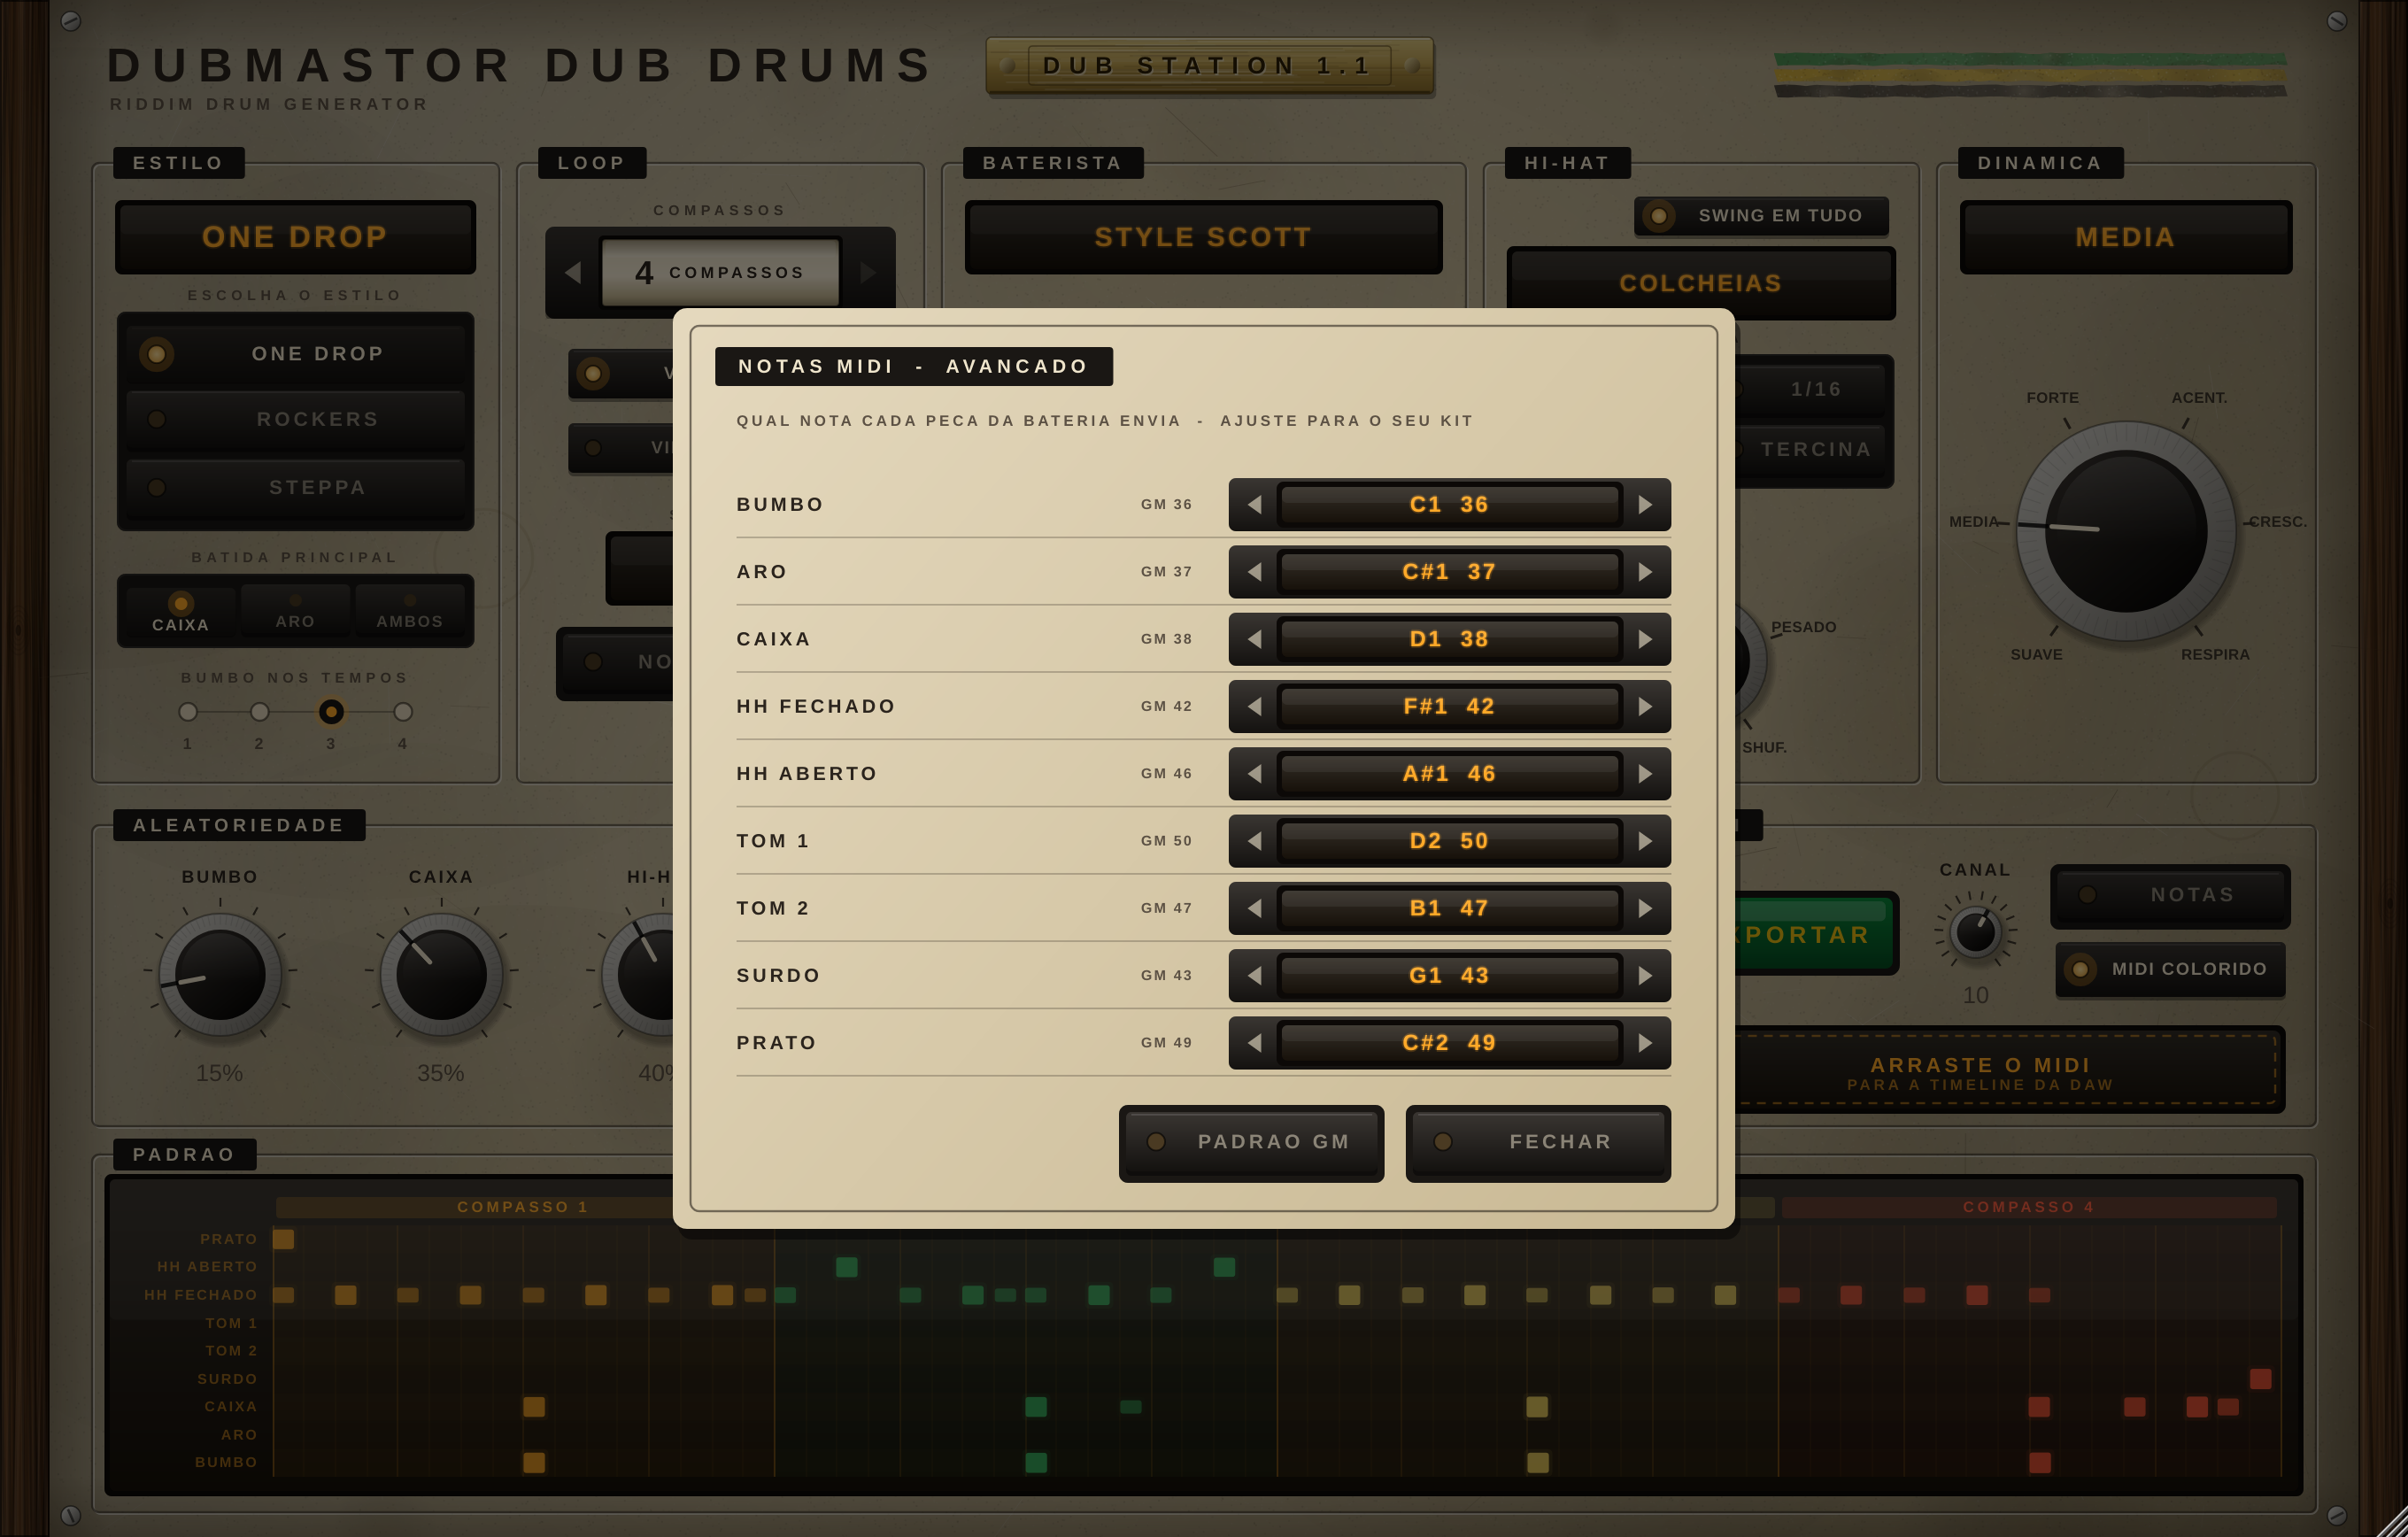 DUBMASTOR DUB DRUMS
RIDDIM DRUM GENERATOR
DUB STATION 1.1
ESTILO
LOOP
BATERISTA
HI-HAT
DINAMICA
ONE DROP
ESCOLHA O ESTILO
ONE DROP
ROCKERS
STEPPA
BATIDA PRINCIPAL
CAIXA ARO AMBOS
BUMBO NOS TEMPOS
1 2 3 4
COMPASSOS
4 COMPASSOS
STYLE SCOTT
SWING EM TUDO
COLCHEIAS
1/16
TERCINA
PESADO
SHUF.
MEDIA
FORTE ACENT.
MEDIA CRESC.
SUAVE RESPIRA
NOTAS MIDI - AVANCADO
QUAL NOTA CADA PECA DA BATERIA ENVIA - AJUSTE PARA O SEU KIT
BUMBO GM 36 C1 36
ARO GM 37 C#1 37
CAIXA GM 38 D1 38
HH FECHADO GM 42 F#1 42
HH ABERTO GM 46 A#1 46
TOM 1 GM 50 D2 50
TOM 2 GM 47 B1 47
SURDO GM 43 G1 43
PRATO GM 49 C#2 49
PADRAO GM FECHAR
ALEATORIEDADE
BUMBO CAIXA HI-H
15% 35% 40%
PORTAR
CANAL
10
NOTAS
MIDI COLORIDO
ARRASTE O MIDI
PARA A TIMELINE DA DAW
PADRAO
COMPASSO 1 COMPASSO 4
PRATO
HH ABERTO
HH FECHADO
TOM 1
TOM 2
SURDO
CAIXA
ARO
BUMBO